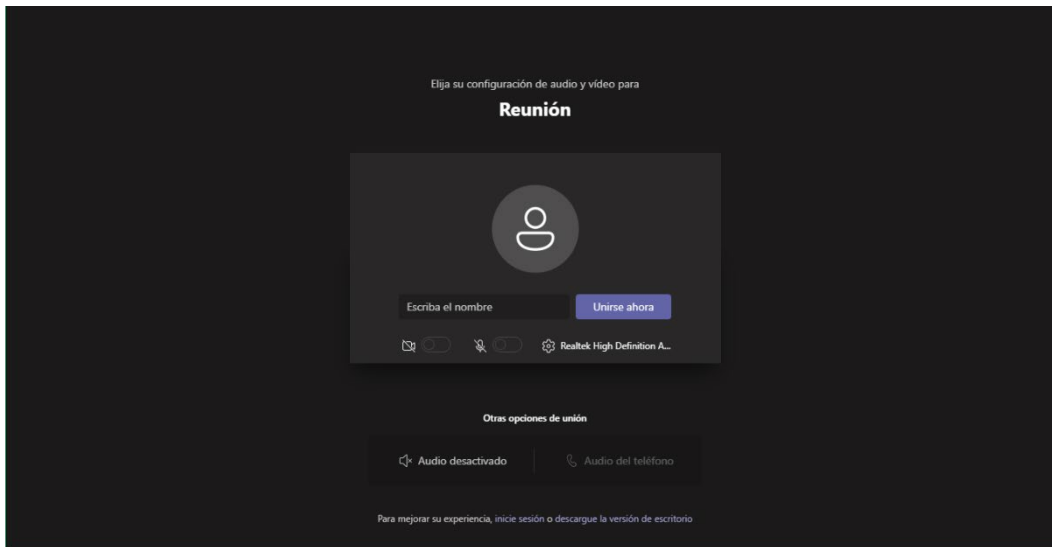 Elija su configuración de audio y vídeo para
Reunión
Escriba el nombre
Unirse ahora
Realtek High Definition A...
Otras opciones de unión
Audio desactivado
Audio del teléfono
Para mejorar su experiencia, inicie sesión o descargue la versión de escritorio